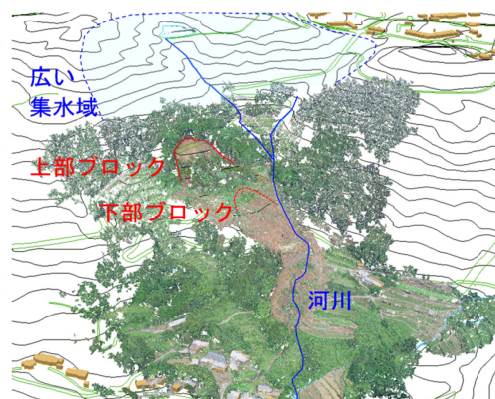 広い
集水域
上部ブロック
下部ブロック
河川